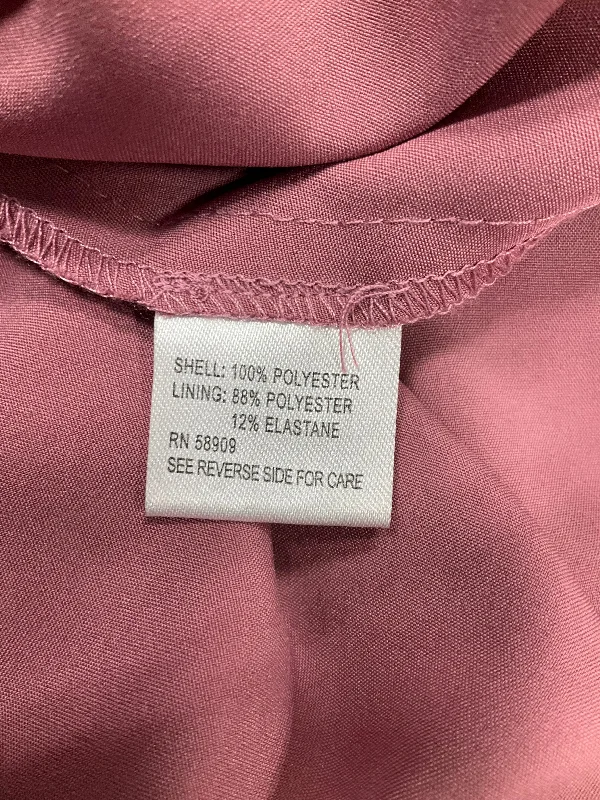 SHELL: 100% POLYESTER
LINING: 88% POLYESTER
12% ELASTANE
RN 58909
SEE REVERSE SIDE FOR CARE